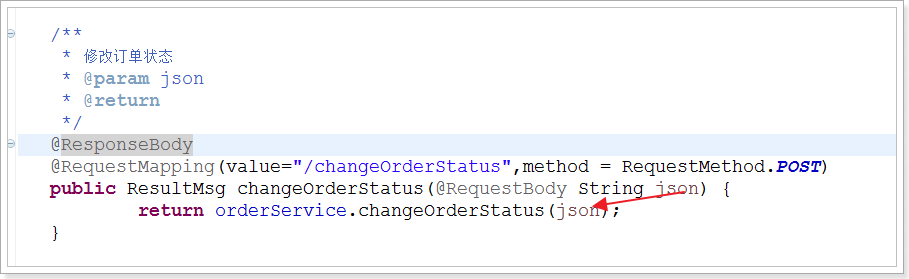 /**
 * 修改订单状态
 * @param json
 * @return
 */
@ResponseBody
@RequestMapping(value="/changeOrderStatus",method = RequestMethod.POST)
public ResultMsg changeOrderStatus(@RequestBody String json) {
        return orderService.changeOrderStatus(json);
}